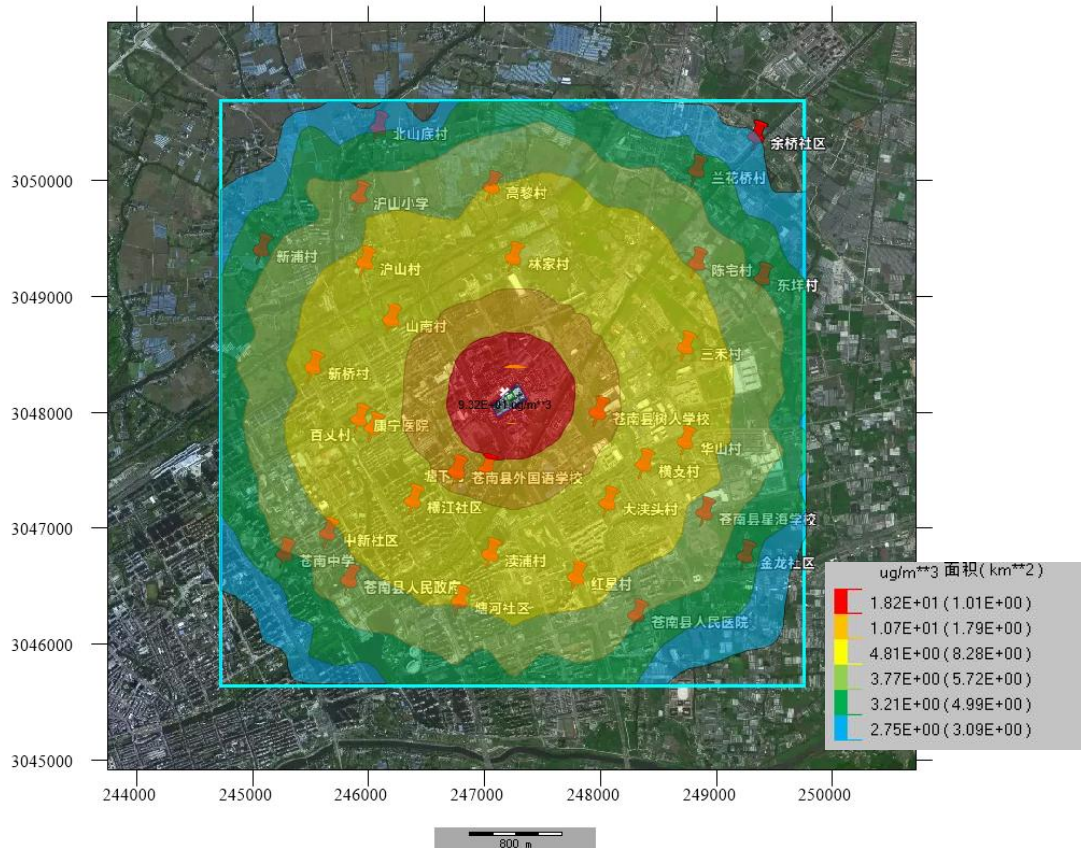 北山底村
余桥社区
兰花桥村
3050000
沪山小学
高黎村
新浦村
沪山村
林家村
陈宅村
东垟村
3049000
山南村
三禾村
新桥村
3048000
9.32E+01ug/m**3
苍南县树人学校
百丈村
康宁医院
华山村
横支村
苍南县外国语学校
横江社区
大渎头村
苍南县星海学校
3047000
中新社区
苍南中学
渎浦村
金龙社区
苍南县人民政府
红星村
塘河社区
苍南县人民医院
3046000
3045000
244000 245000 246000 247000 248000 249000 250000
800 m
ug/m**3 面积(km**2)
1.82E+01(1.01E+00)
1.07E+01(1.79E+00)
4.81E+00(8.28E+00)
3.77E+00(5.72E+00)
3.21E+00(4.99E+00)
2.75E+00(3.09E+00)